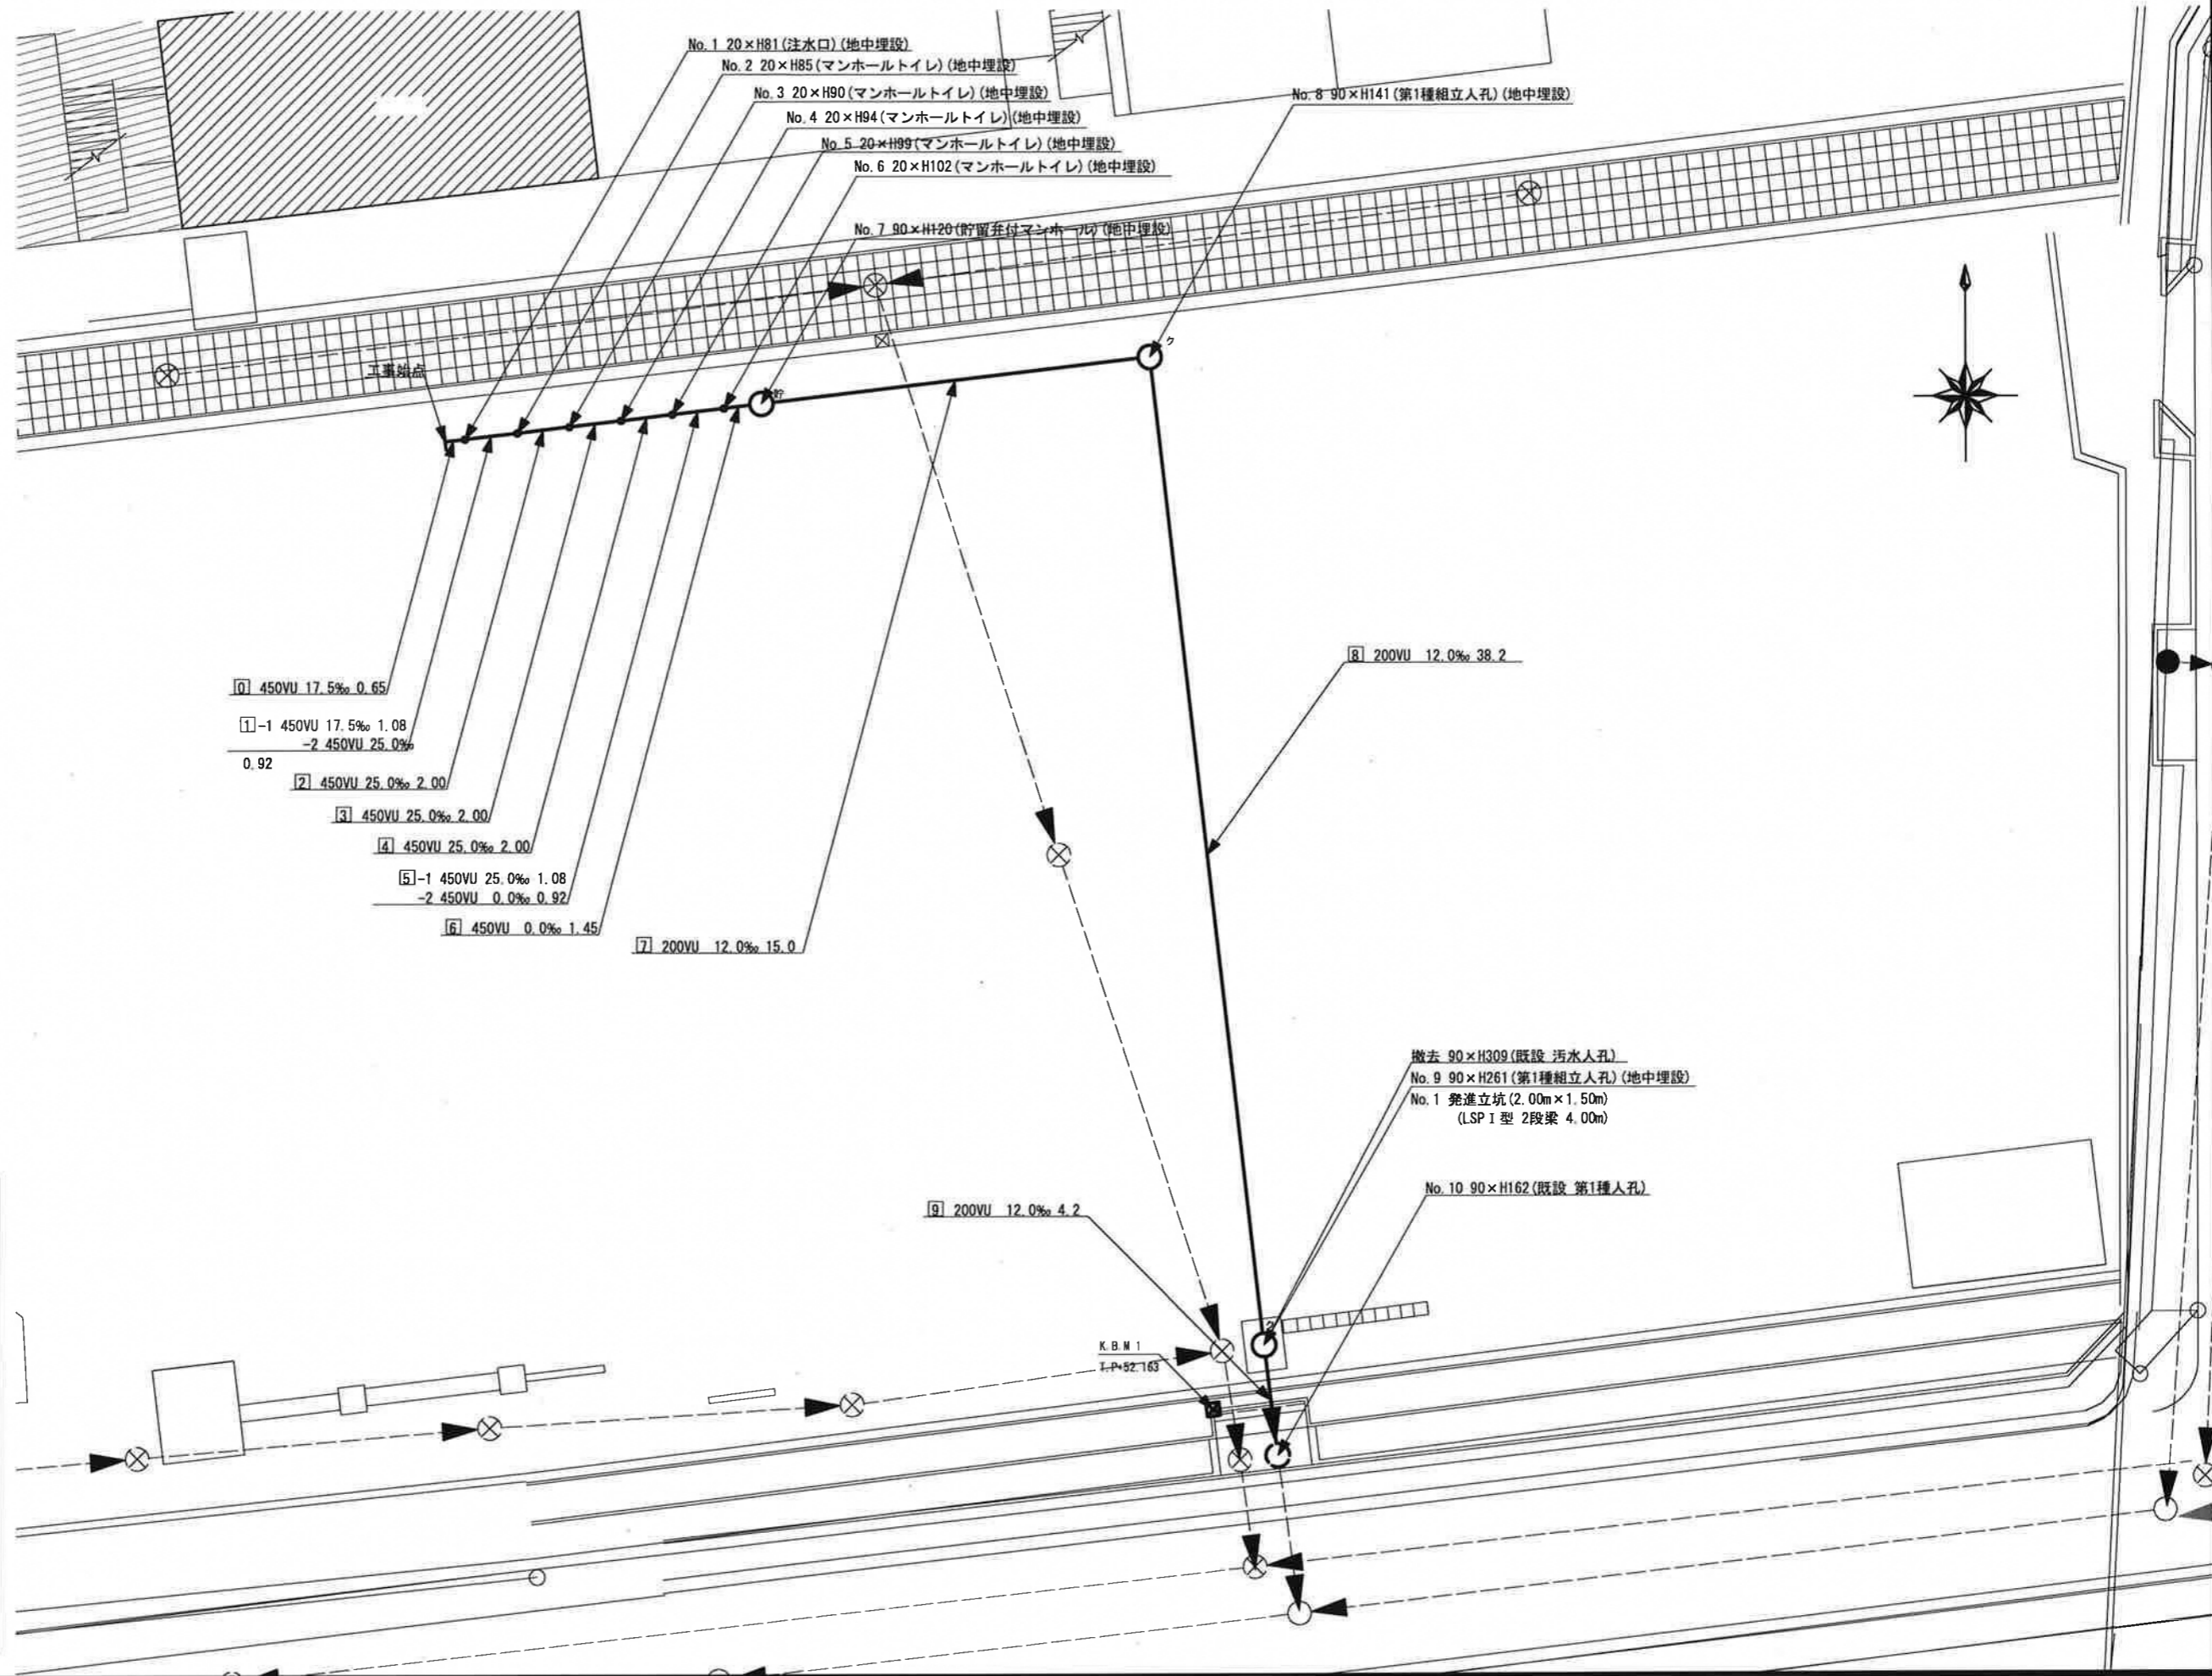 No. 1 20×H81(注水口)(地中埋設)
No. 2 20×H85(マンホールトイレ)(地中埋設)
No. 3 20×H90(マンホールトイレ)(地中埋設)
No. 4 20×H94(マンホールトイレ)(地中埋設)
No. 5 20×H99(マンホールトイレ)(地中埋設)
No. 6 20×H102(マンホールトイレ)(地中埋設)
No. 7 90×H120(貯留弁付マンホール)(地中埋設)
No. 8 90×H141(第1種組立人孔)(地中埋設)
工事始点
貯
ク
0 450VU 17.5‰ 0.65
1-1 450VU 17.5‰ 1.08
-2 450VU 25.0‰
0.92
2 450VU 25.0‰ 2.00
3 450VU 25.0‰ 2.00
4 450VU 25.0‰ 2.00
5-1 450VU 25.0‰ 1.08
-2 450VU 0.0‰ 0.92
6 450VU 0.0‰ 1.45
7 200VU 12.0‰ 15.0
8 200VU 12.0‰ 38.2
撤去 90×H309(既設 汚水人孔)
No. 9 90×H261(第1種組立人孔)(地中埋設)
No. 1 発進立坑(2.00m×1.50m)
(LSPⅠ型 2段梁 4.00m)
No. 10 90×H162(既設 第1種人孔)
9 200VU 12.0‰ 4.2
K.B.M 1
T.P+52.163